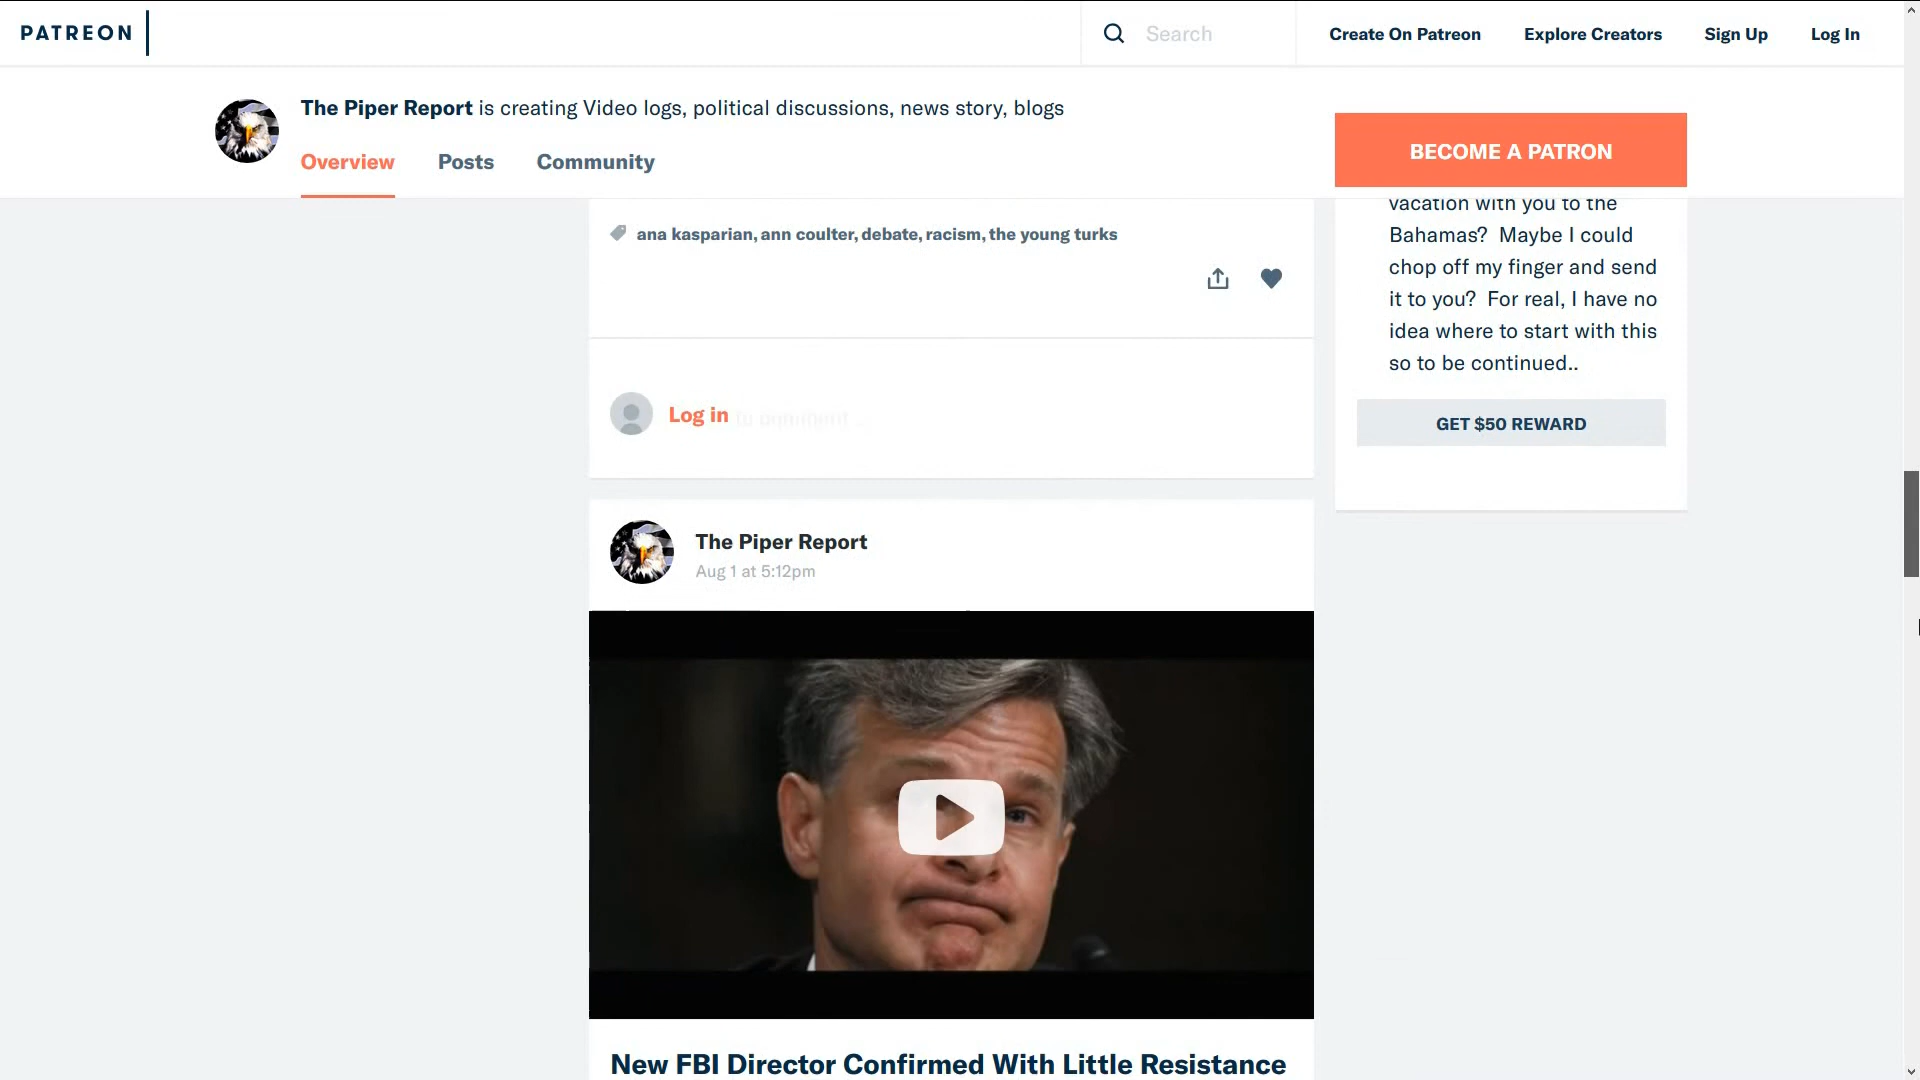 PATREON
Search
Create On Patreon
Explore Creators
Sign Up
Log In
The Piper Report is creating Video logs, political discussions, news story, blogs
Overview
Posts
Community
BECOME A PATRON
ana kasparian, ann coulter, debate, racism, the young turks
Log in to comment...
vacation with you to the
Bahamas? Maybe I could
chop off my finger and send
it to you? For real, I have no
idea where to start with this
so to be continued..
GET $50 REWARD
The Piper Report
Aug 1 at 5:12pm
New FBI Director Confirmed With Little Resistance